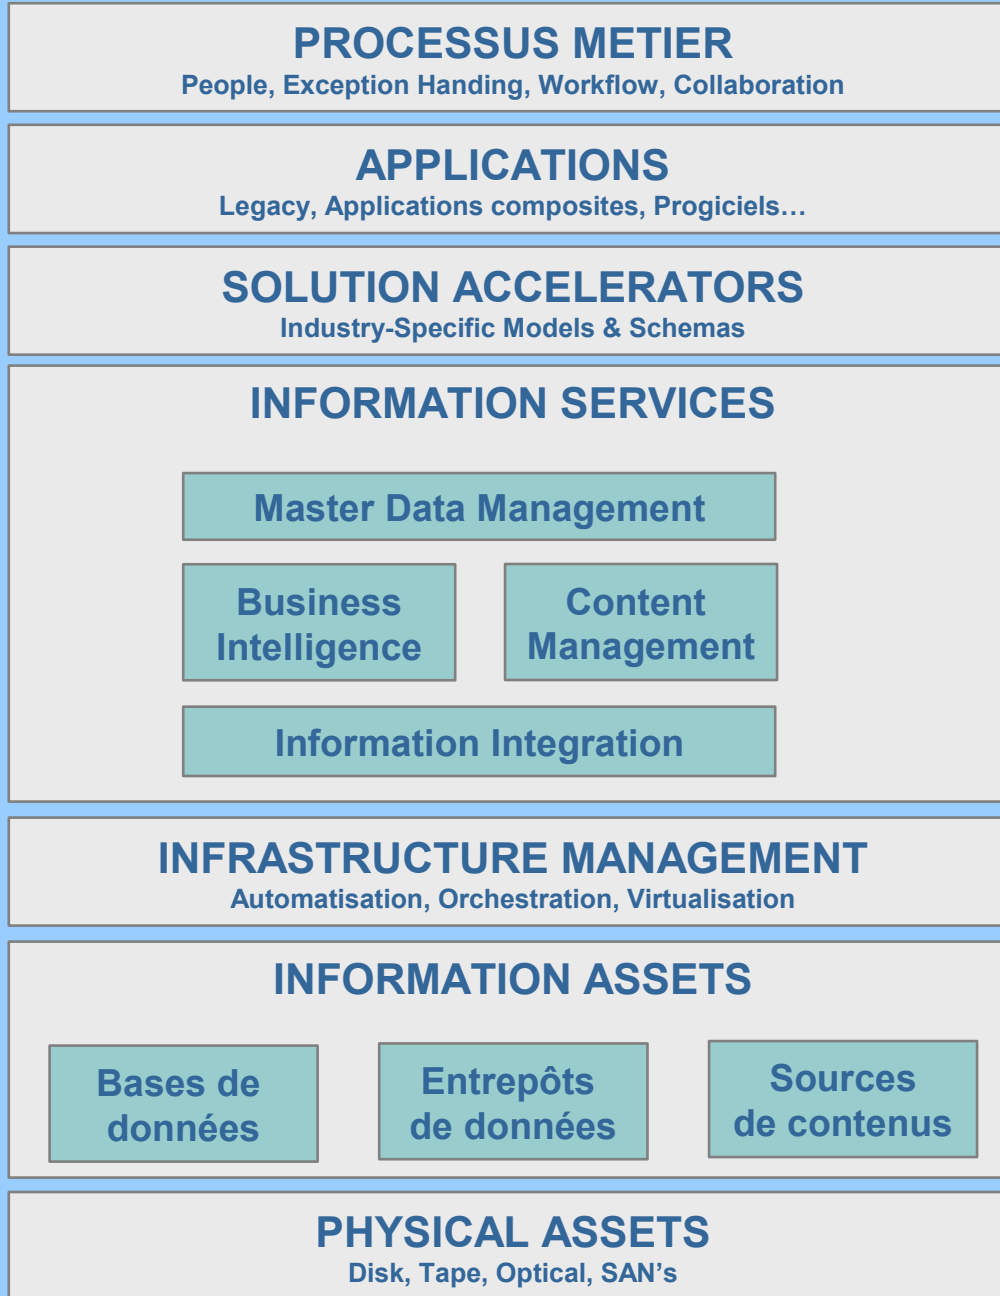 PROCESSUS METIER
People, Exception Handing, Workflow, Collaboration
APPLICATIONS
Legacy, Applications composites, Progiciels…
SOLUTION ACCELERATORS
Industry-Specific Models & Schemas
INFORMATION SERVICES
Master Data Management
Business
Intelligence
Content
Management
Information Integration
INFRASTRUCTURE MANAGEMENT
Automatisation, Orchestration, Virtualisation
INFORMATION ASSETS
Bases de
données
Entrepôts
de données
Sources
de contenus
PHYSICAL ASSETS
Disk, Tape, Optical, SAN’s